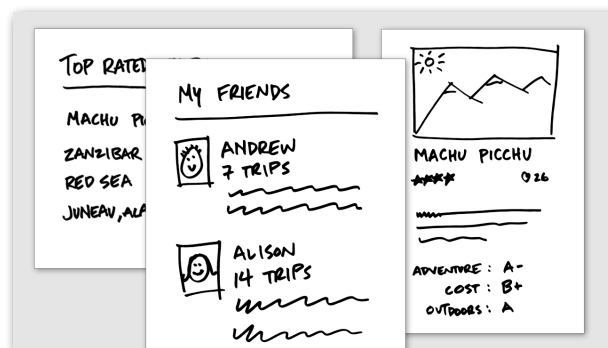 TOP RATED
MACHU
ZANZIBAR
RED SEA
JUNEAU,
MY FRIENDS
ANDREW
7 TRIPS
ALISON
14 TRIPS
MACHU PICCHU
26
ADVENTURE: A-
COST: B+
OUTDOORS: A